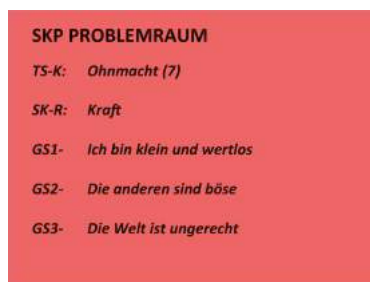 SKP PROBLEMRAUM
TS-K: Ohnmacht (7)
SK-R: Kraft
GS1- Ich bin klein und wertlos
GS2- Die anderen sind böse
GS3- Die Welt ist ungerecht